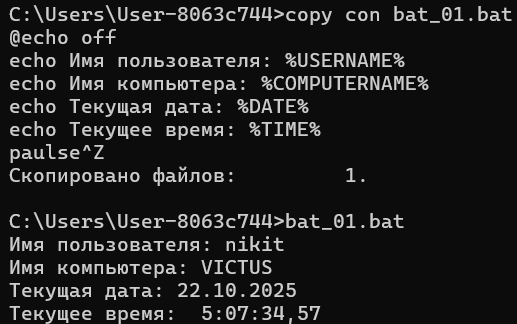 C:\Users\User-8063c744>copy con bat_01.bat
@echo off
echo Имя пользователя: %USERNAME%
echo Имя компьютера: %COMPUTERNAME%
echo Текущая дата: %DATE%
echo Текущее время: %TIME%
paulse^Z
Скопировано файлов:         1.

C:\Users\User-8063c744>bat_01.bat
Имя пользователя: nikit
Имя компьютера: VICTUS
Текущая дата: 22.10.2025
Текущее время:  5:07:34,57